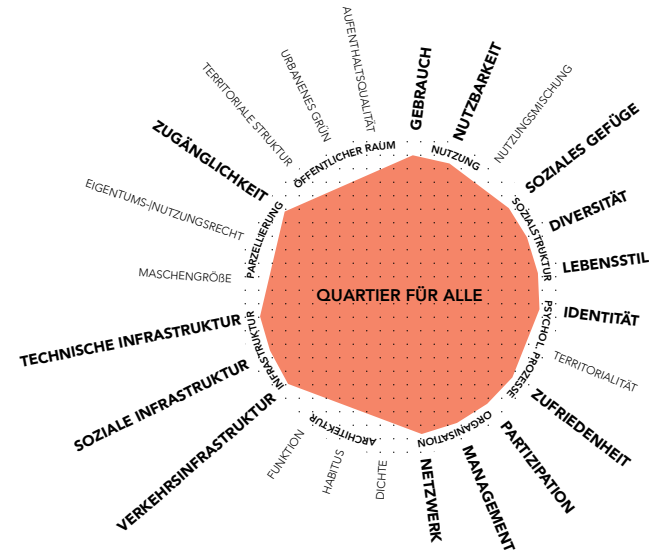 AUFENTHALTSQUALITÄT
GEBRAUCH
NUTZBARKEIT
NUTZUNGSMISCHUNG
SOZIALES GEFÜGE
DIVERSITÄT
LEBENSSTIL
IDENTITÄT
TERRITORIALITÄT
ZUFRIEDENHEIT
PARTIZIPATION
MANAGEMENT
NETZWERK
DICHTE
HABITUS
FUNKTION
VERKEHRSINFRASTRUKTUR
SOZIALE INFRASTRUKTUR
TECHNISCHE INFRASTRUKTUR
MASCHENGRÖßE
EIGENTUMS-|NUTZUNGSRECHT
ZUGÄNGLICHKEIT
TERRITORIALE STRUKTUR
URBANENES GRÜN
ÖFFENTLICHER RAUM
NUTZUNG
SOZIALSTRUKTUR
PSYCHOL. PROZESSE
ORGANISATION
ARCHITEKTUR
INFRASTRUKTUR
PARZELLIERUNG
QUARTIER FÜR ALLE